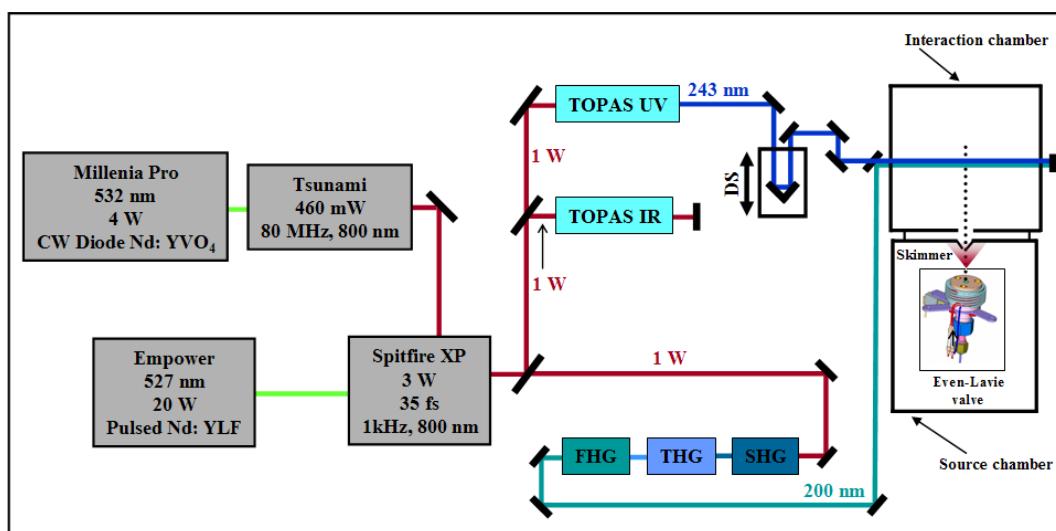 Interaction chamber
TOPAS UV
243 nm
Millenia Pro
532 nm
4 W
CW Diode Nd: YVO₄
Tsunami
460 mW
80 MHz, 800 nm
1 W
TOPAS IR
DS
1 W
Skimmer
Empower
527 nm
20 W
Pulsed Nd: YLF
Spitfire XP
3 W
35 fs
1kHz, 800 nm
1 W
Even-Lavie
valve
FHG
THG
SHG
200 nm
Source chamber